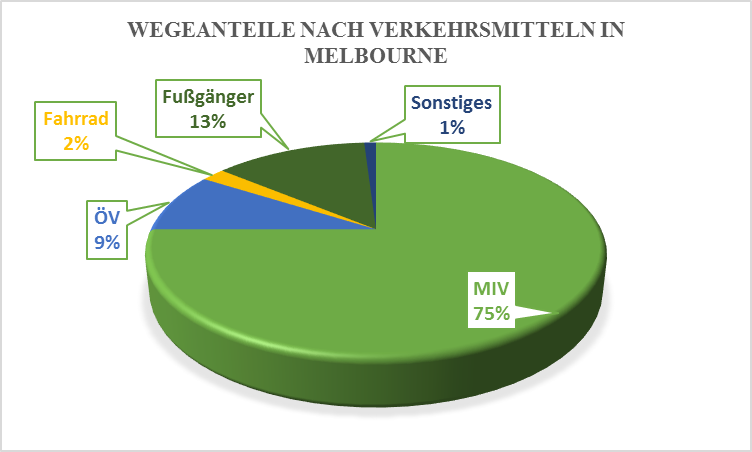 WEGEANTEILE NACH VERKEHRSMITTELN IN
MELBOURNE
Fußgänger
13%
Sonstiges
1%
Fahrrad
2%
ÖV
9%
MIV
75%